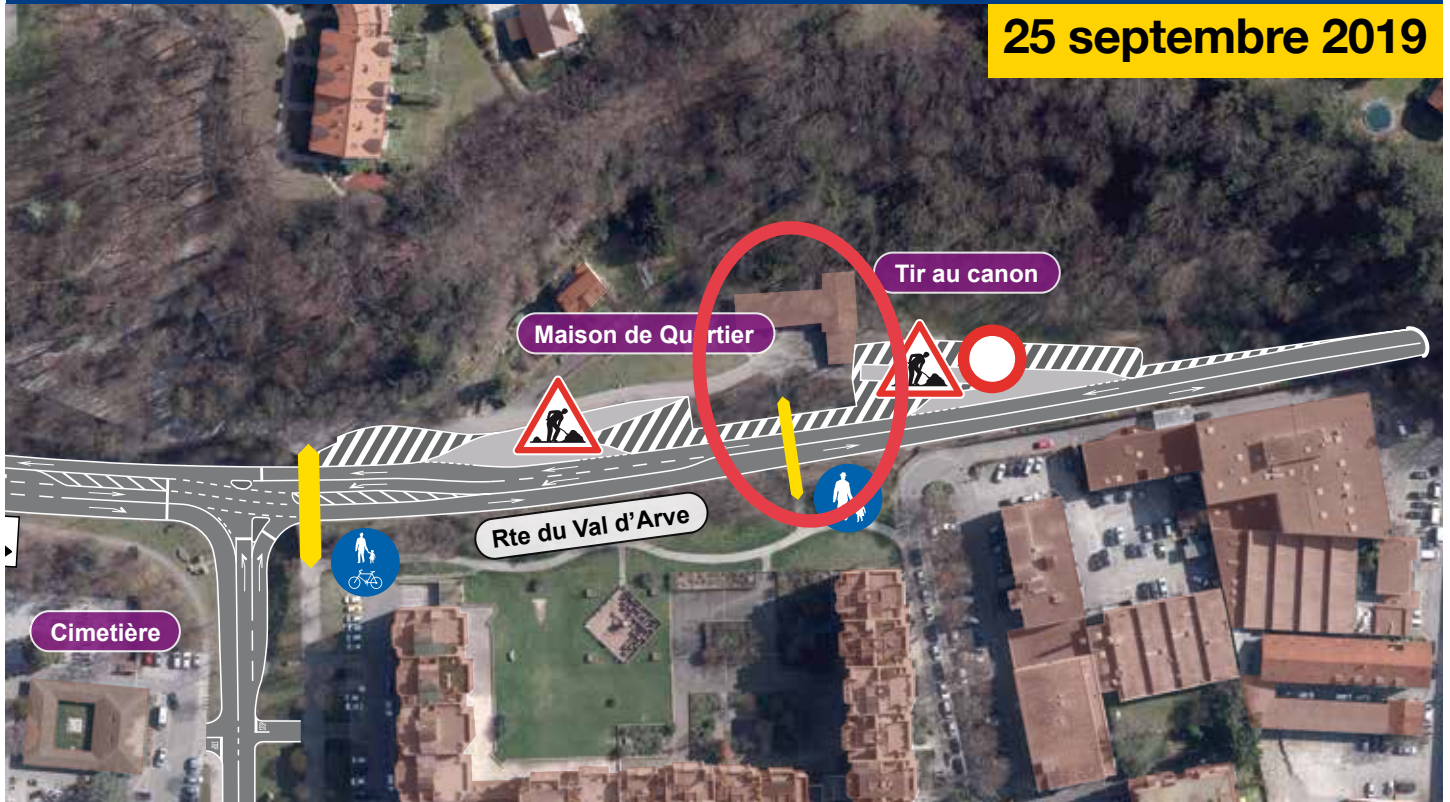 25 septembre 2019
Tir au canon
Maison de Quartier
Rte du Val d'Arve
Cimetière